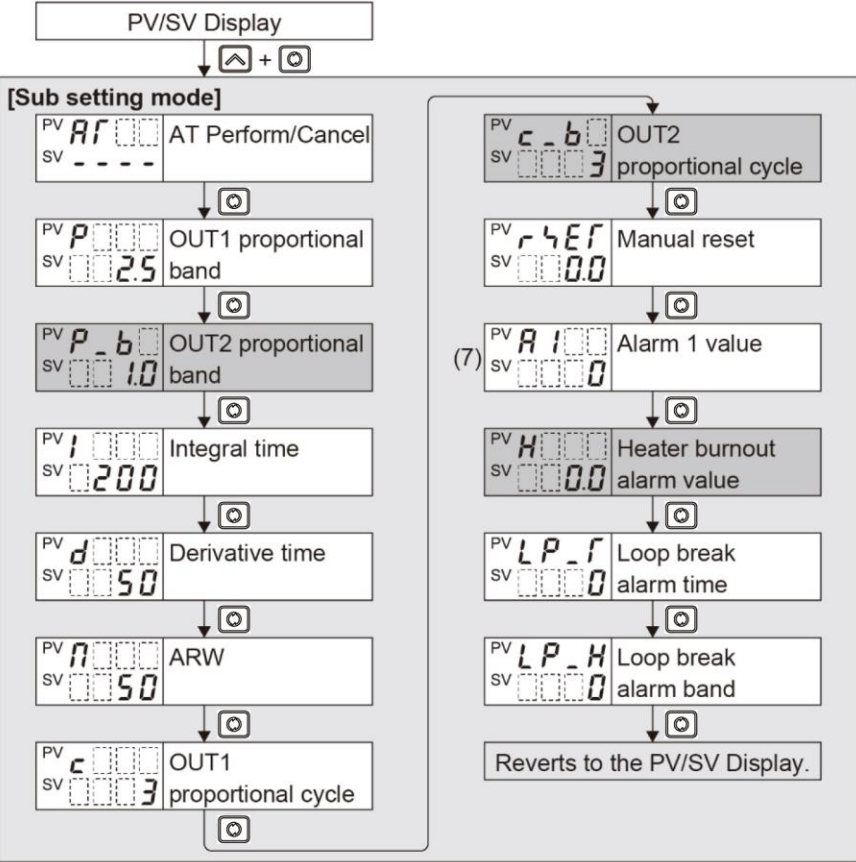 PV/SV Display
+
[Sub setting mode]
PV AT
SV - - - -
AT Perform/Cancel
PV P
SV 2.5
OUT1 proportional
band
PV P_b
SV 1.0
OUT2 proportional
band
PV I
SV 200
Integral time
PV d
SV 50
Derivative time
PV
SV 50
ARW
PV c
SV 3
OUT1
proportional cycle
PV c_b
SV 3
OUT2
proportional cycle
PV
SV 0.0
Manual reset
(7)
PV A1
SV 0
Alarm 1 value
PV H
SV 0.0
Heater burnout
alarm value
PV LP_T
SV 0
Loop break
alarm time
PV LP_H
SV 0
Loop break
alarm band
Reverts to the PV/SV Display.